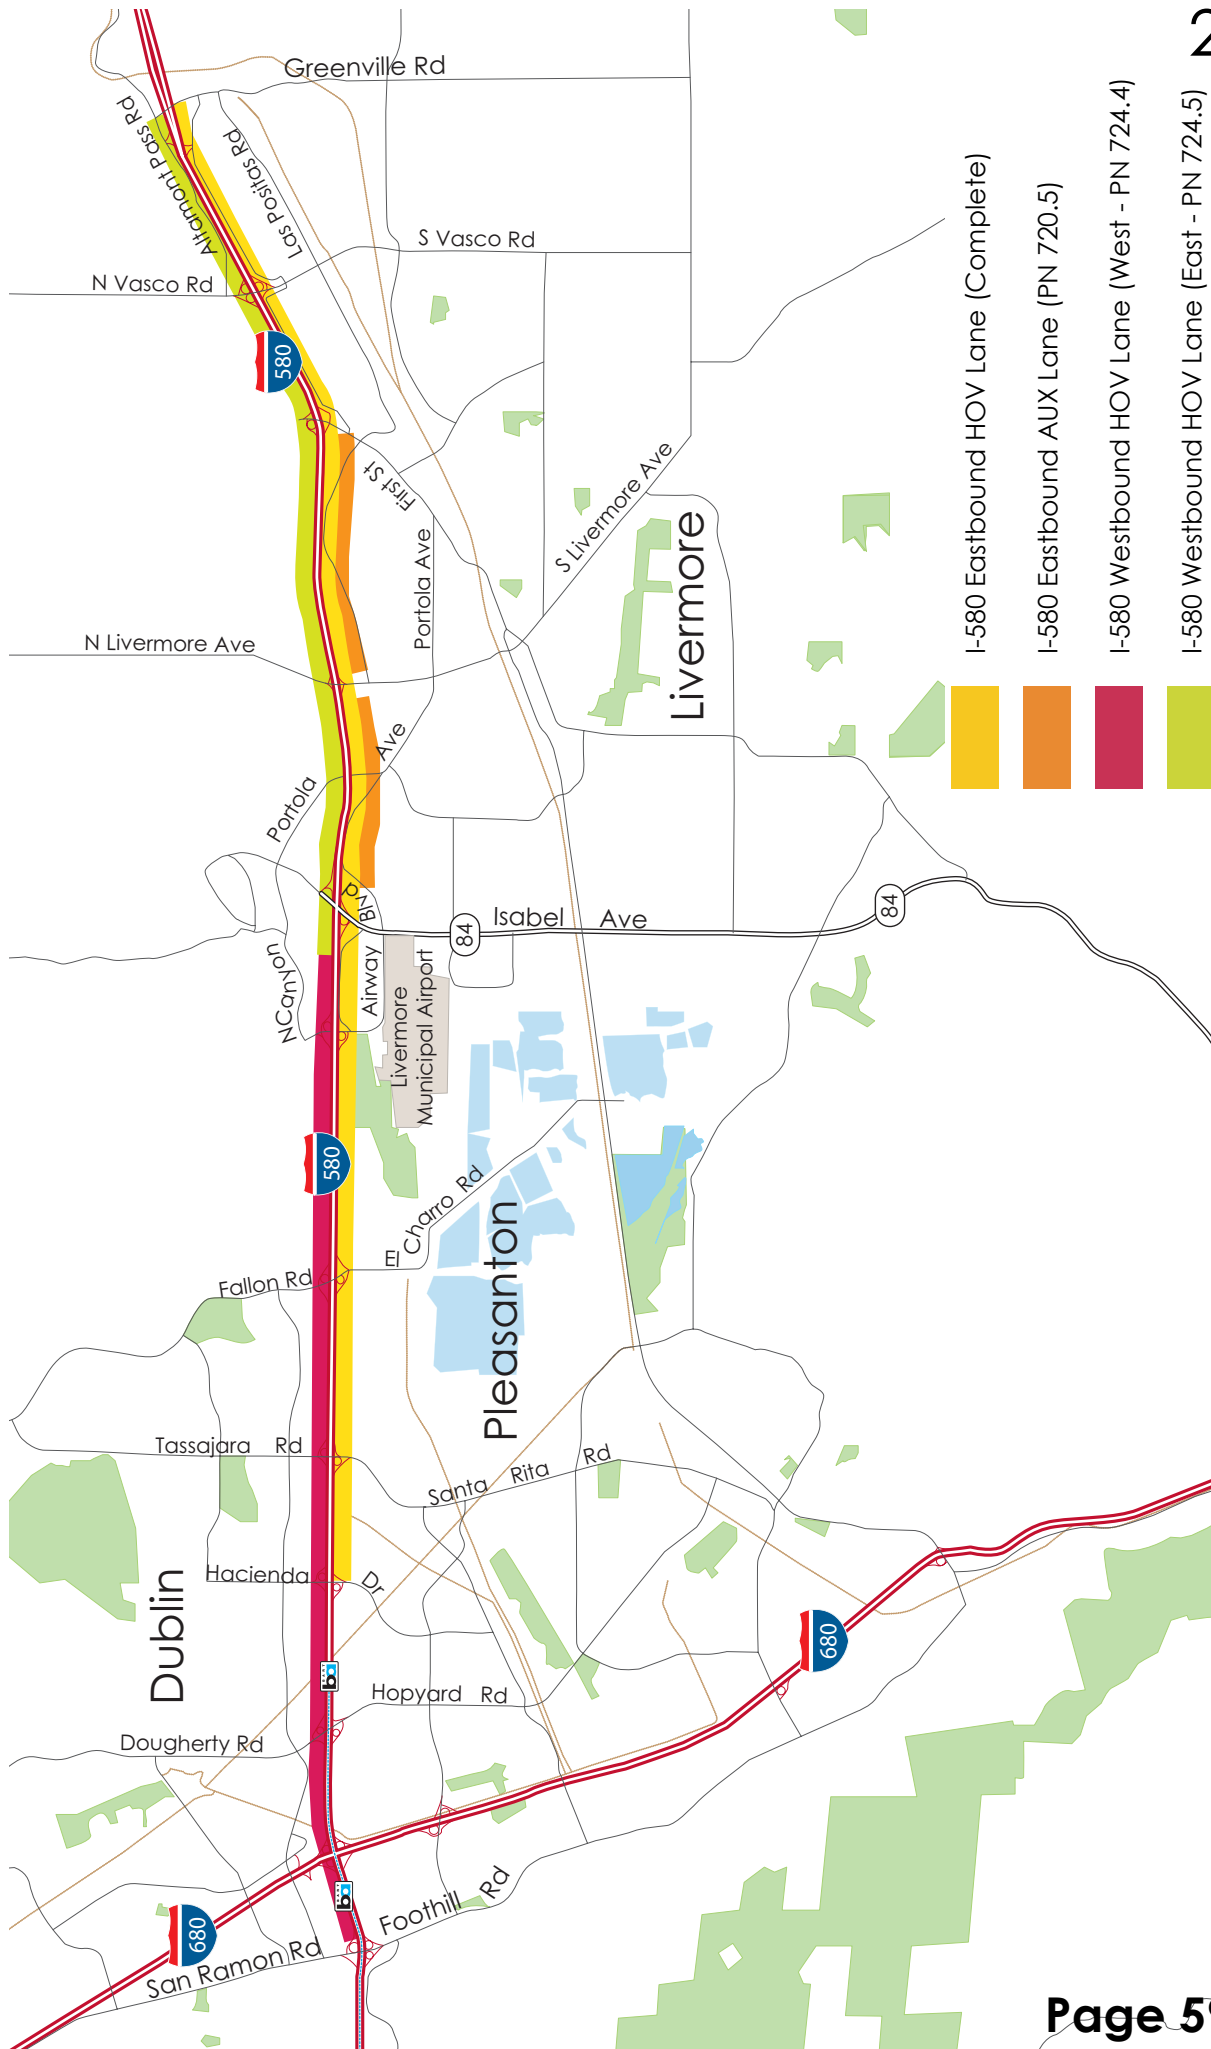 2
Greenville Rd
Altamont Pass Rd
Las Positas Rd
S Vasco Rd
N Vasco Rd
580
First St
Portola Ave
S Livermore Ave
Livermore
N Livermore Ave
Portola
Ave
N Canyon
Airway
Blvd
84
Isabel Ave
84
Livermore
Municipal Airport
580
El Charro Rd
Fallon Rd
Pleasanton
Tassajara Rd
Santa Rita Rd
Hacienda
Dr
Dublin
680
Hopyard Rd
Dougherty Rd
680
San Ramon Rd
Foothill Rd
I-580 Eastbound HOV Lane (Complete)
I-580 Eastbound AUX Lane (PN 720.5)
I-580 Westbound HOV Lane (West - PN 724.4)
I-580 Westbound HOV Lane (East - PN 724.5)
Page 5